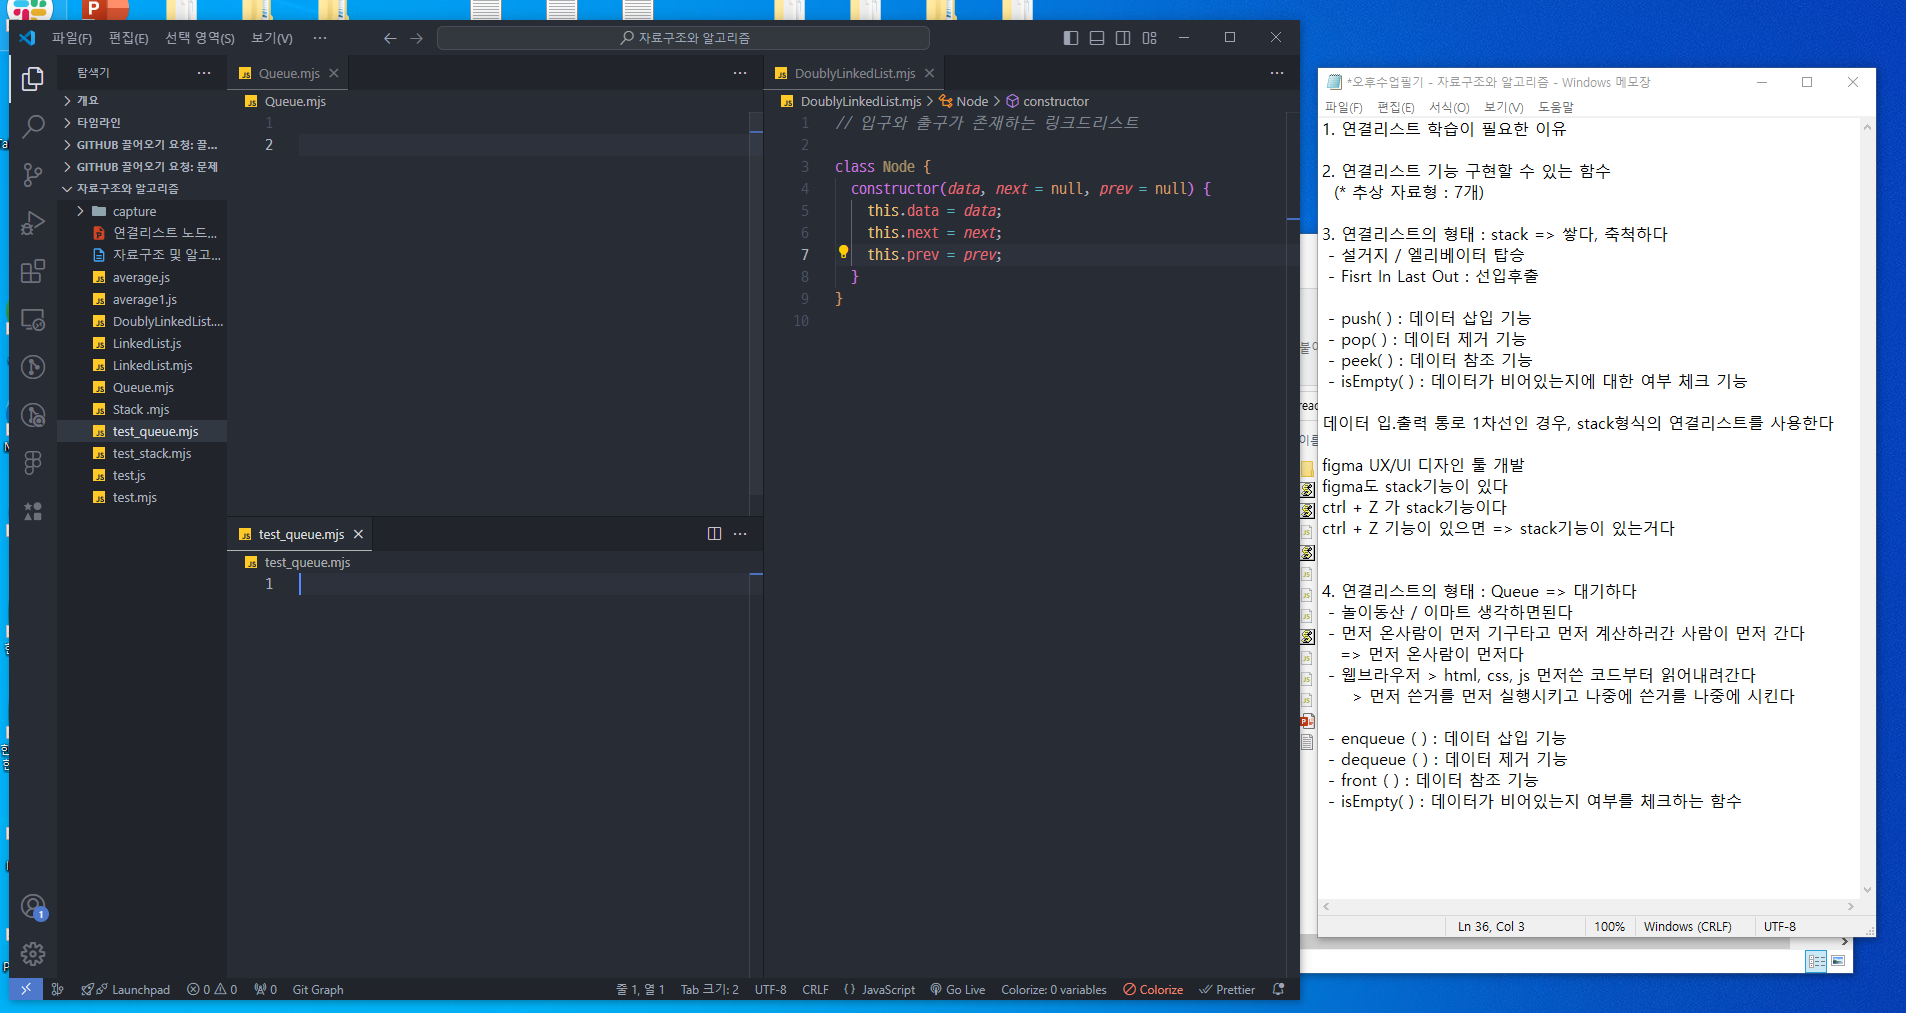 파일(F) 편집(E) 선택 영역(S) 보기(V) ···
자료구조와 알고리즘
탐색기
개요
타임라인
GITHUB 끌어오기 요청: 끌...
GITHUB 끌어오기 요청: 문제
자료구조와 알고리즘
capture
연결리스트 노드...
자료구조 및 알고...
average.js
average1.js
DoublyLinkedList....
LinkedList.js
LinkedList.mjs
Queue.mjs
Stack .mjs
test_queue.mjs
test_stack.mjs
test.js
test.mjs
Queue.mjs
Queue.mjs
1
2
test_queue.mjs
test_queue.mjs
1
DoublyLinkedList.mjs
DoublyLinkedList.mjs > Node > constructor
1 // 입구와 출구가 존재하는 링크드리스트
2
3 class Node {
4 constructor(data, next = null, prev = null) {
5 this.data = data;
6 this.next = next;
7 this.prev = prev;
8 }
9 }
10
1
Launchpad 0 0 0 Git Graph
줄 1, 열 1 Tab 크기: 2 UTF-8 CRLF { } JavaScript Go Live Colorize: 0 variables Colorize Prettier
*오후수업필기 - 자료구조와 알고리즘 - Windows 메모장
파일(F) 편집(E) 서식(O) 보기(V) 도움말
1. 연결리스트 학습이 필요한 이유
2. 연결리스트 기능 구현할 수 있는 함수
(* 추상 자료형 : 7개)
3. 연결리스트의 형태 : stack => 쌓다, 축척하다
- 설거지 / 엘리베이터 탑승
- Fisrt In Last Out : 선입후출
- push( ) : 데이터 삽입 기능
- pop( ) : 데이터 제거 기능
- peek( ) : 데이터 참조 기능
- isEmpty( ) : 데이터가 비어있는지에 대한 여부 체크 기능
데이터 입.출력 통로 1차선인 경우, stack형식의 연결리스트를 사용한다
figma UX/UI 디자인 툴 개발
figma도 stack기능이 있다
ctrl + Z 가 stack기능이다
ctrl + Z 기능이 있으면 => stack기능이 있는거다
4. 연결리스트의 형태 : Queue => 대기하다
- 놀이동산 / 이마트 생각하면된다
- 먼저 온사람이 먼저 기구타고 먼저 계산하러간 사람이 먼저 간다
=> 먼저 온사람이 먼저다
- 웹브라우저 > html, css, js 먼저쓴 코드부터 읽어내려간다
> 먼저 쓴거를 먼저 실행시키고 나중에 쓴거를 나중에 시킨다
- enqueue ( ) : 데이터 삽입 기능
- dequeue ( ) : 데이터 제거 기능
- front ( ) : 데이터 참조 기능
- isEmpty( ) : 데이터가 비어있는지 여부를 체크하는 함수
Ln 36, Col 3 100% Windows (CRLF) UTF-8